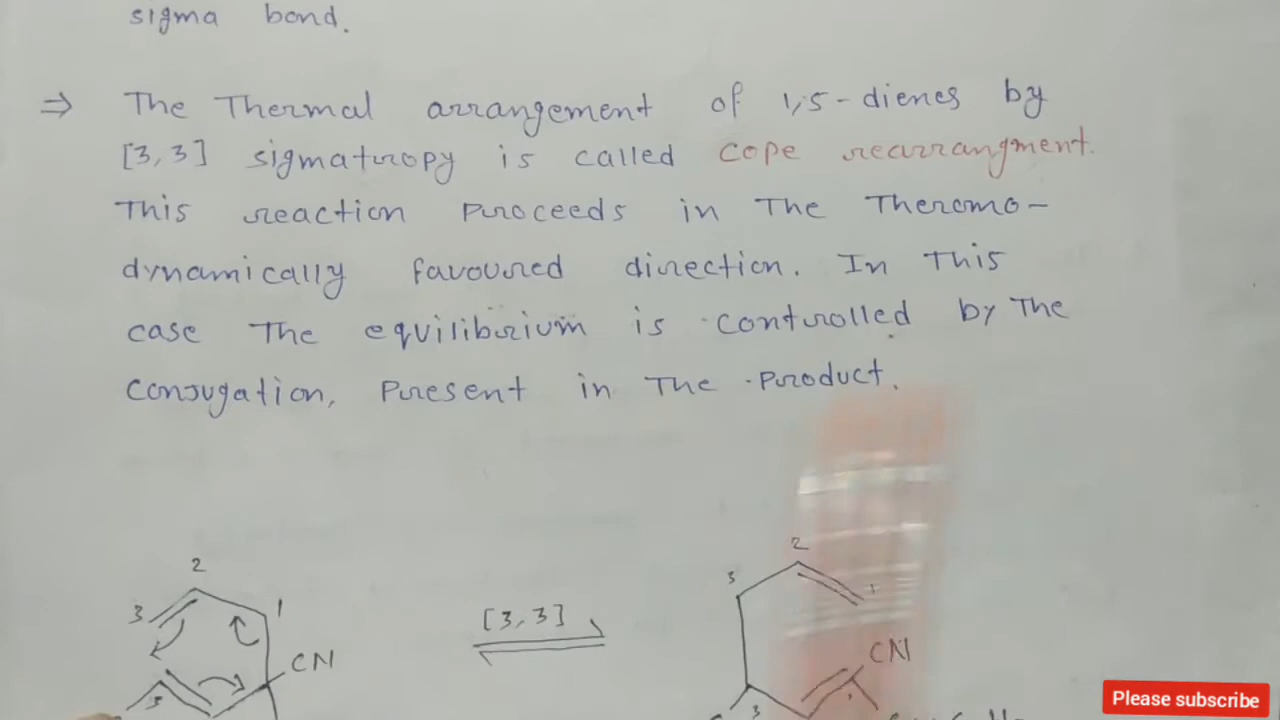 sigma bond.
⇒ The Thermal arrangement of 1,5-dienes by
[3,3] sigmatropy is called cope rearrangment.
This reaction proceeds in The Thermo-
dynamically favoured direction. In This
case The equilibrium is controlled by The
conjugation, Present in The Product.
2
2
3
3
1
1
[3,3]
CN
CN
3
3
Please subscribe